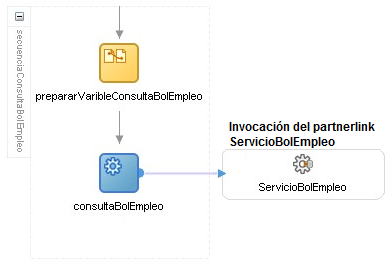 secuenciaConsultaBolEmpleo
prepararVaribleConsultaBolEmpleo
Invocación del partnerlink
ServicioBolEmpleo
ServicioBolEmpleo
consultaBolEmpleo